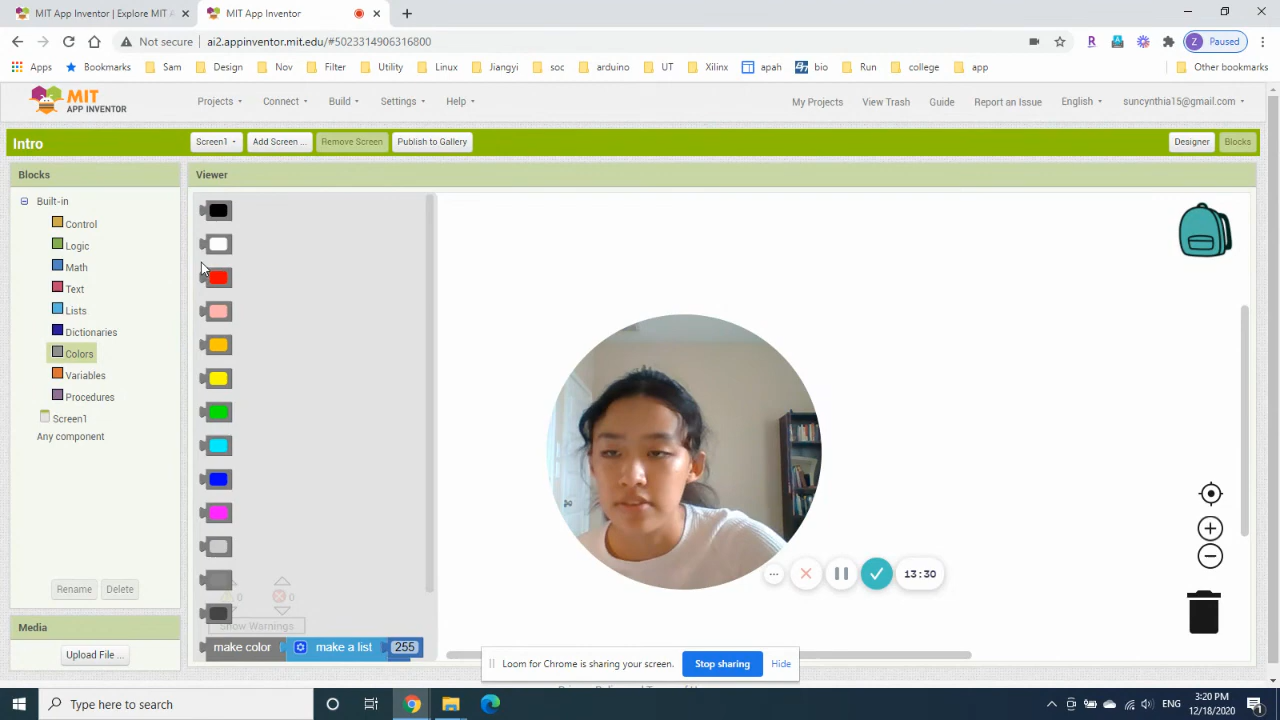 MIT App Inventor | Explore MIT A
MIT App Inventor
Not secure
ai2.appinventor.mit.edu/#5023314906316800
Z
Paused
Apps
Bookmarks
Sam
Design
Nov
Filter
Utility
Linux
Jiangyi
soc
arduino
UT
Xilinx
apah
bio
Run
college
app
Other bookmarks
MIT
APP INVENTOR
Projects
Connect
Build
Settings
Help
My Projects
View Trash
Guide
Report an Issue
English
suncynthia15@gmail.com
Intro
Screen1
Add Screen ...
Remove Screen
Publish to Gallery
Designer
Blocks
Blocks
Viewer
Built-in
Control
Logic
Math
Text
Lists
Dictionaries
Colors
Variables
Procedures
Screen1
Any component
Rename
Delete
0
0
Show Warnings
make color
make a list
255
Media
Upload File ...
13:30
Loom for Chrome is sharing your screen.
Stop sharing
Hide
Type here to search
ENG
3:20 PM
12/18/2020
1